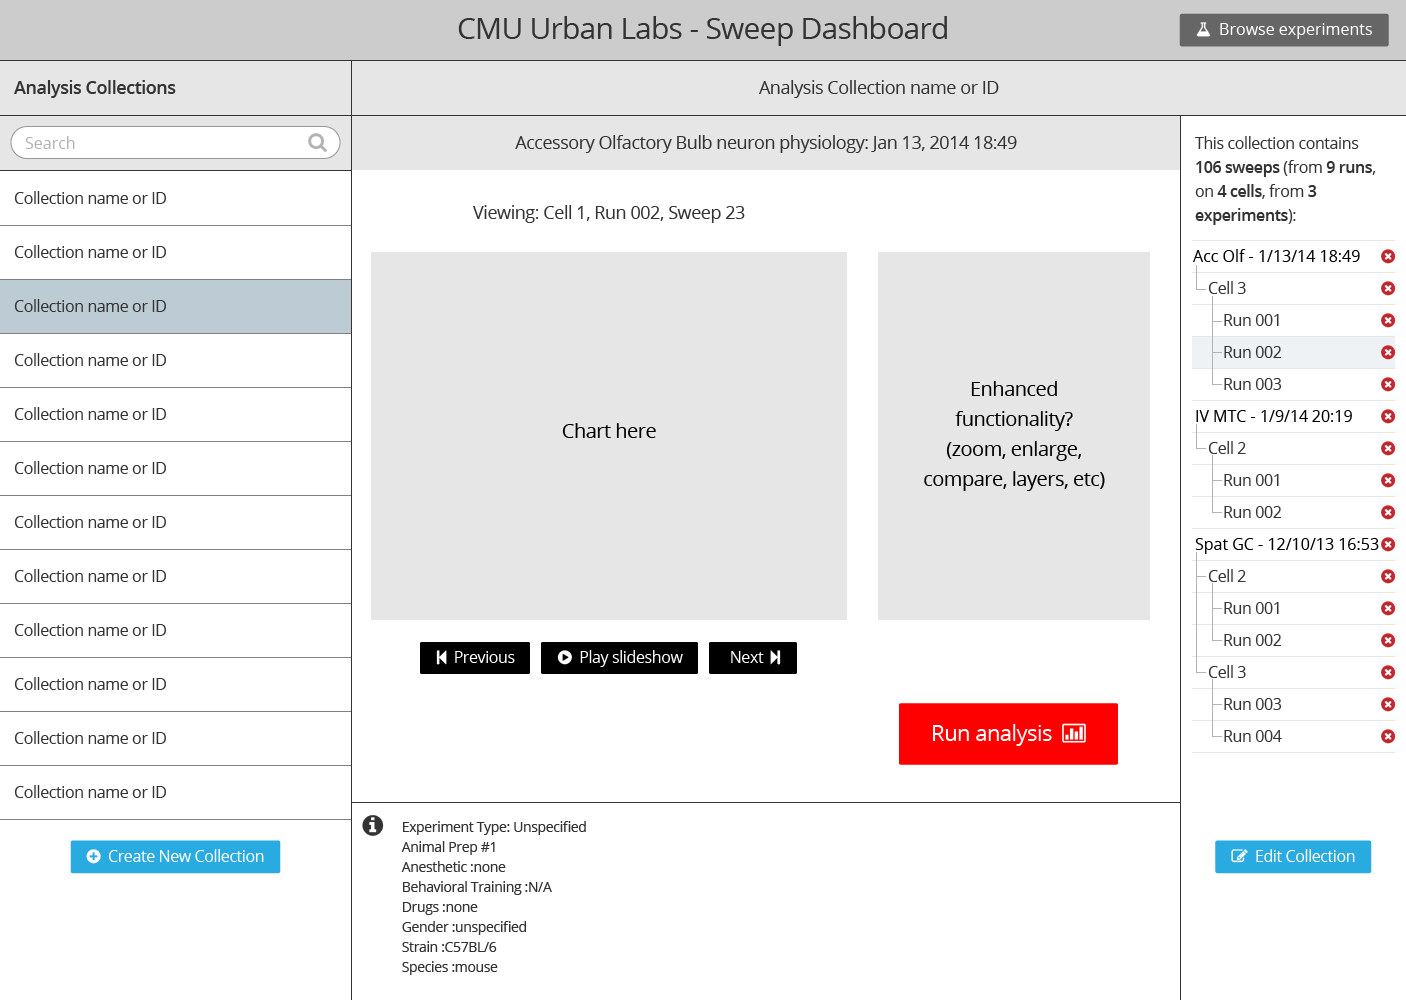 CMU Urban Labs - Sweep Dashboard
Browse experiments
Analysis Collections
Analysis Collection name or ID
Search
Collection name or ID
Collection name or ID
Collection name or ID
Collection name or ID
Collection name or ID
Collection name or ID
Collection name or ID
Collection name or ID
Collection name or ID
Collection name or ID
Collection name or ID
Collection name or ID
Create New Collection
Accessory Olfactory Bulb neuron physiology: Jan 13, 2014 18:49
Viewing: Cell 1, Run 002, Sweep 23
Chart here
Enhanced
functionality?
(zoom, enlarge,
compare, layers, etc)
Previous
Play slideshow
Next
Run analysis
Experiment Type: Unspecified
Animal Prep #1
Anesthetic :none
Behavioral Training :N/A
Drugs :none
Gender :unspecified
Strain :C57BL/6
Species :mouse
This collection contains
106 sweeps (from 9 runs,
on 4 cells, from 3
experiments):
Acc Olf - 1/13/14 18:49
Cell 3
Run 001
Run 002
Run 003
IV MTC - 1/9/14 20:19
Cell 2
Run 001
Run 002
Spat GC - 12/10/13 16:53
Cell 2
Run 001
Run 002
Cell 3
Run 003
Run 004
Edit Collection